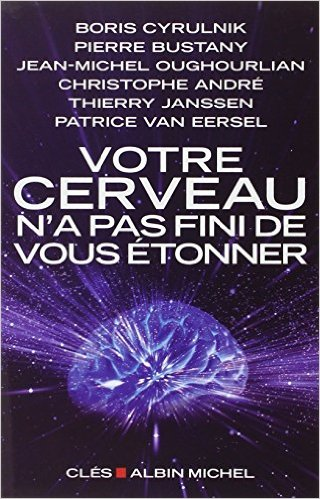 BORIS CYRULNIK
PIERRE BUSTANY
JEAN-MICHEL OUGHOURLIAN
CHRISTOPHE ANDRÉ
THIERRY JANSSEN
PATRICE VAN EERSEL
VOTRE
CERVEAU
N'A PAS FINI DE
VOUS ÉTONNER
CLÉS ALBIN MICHEL